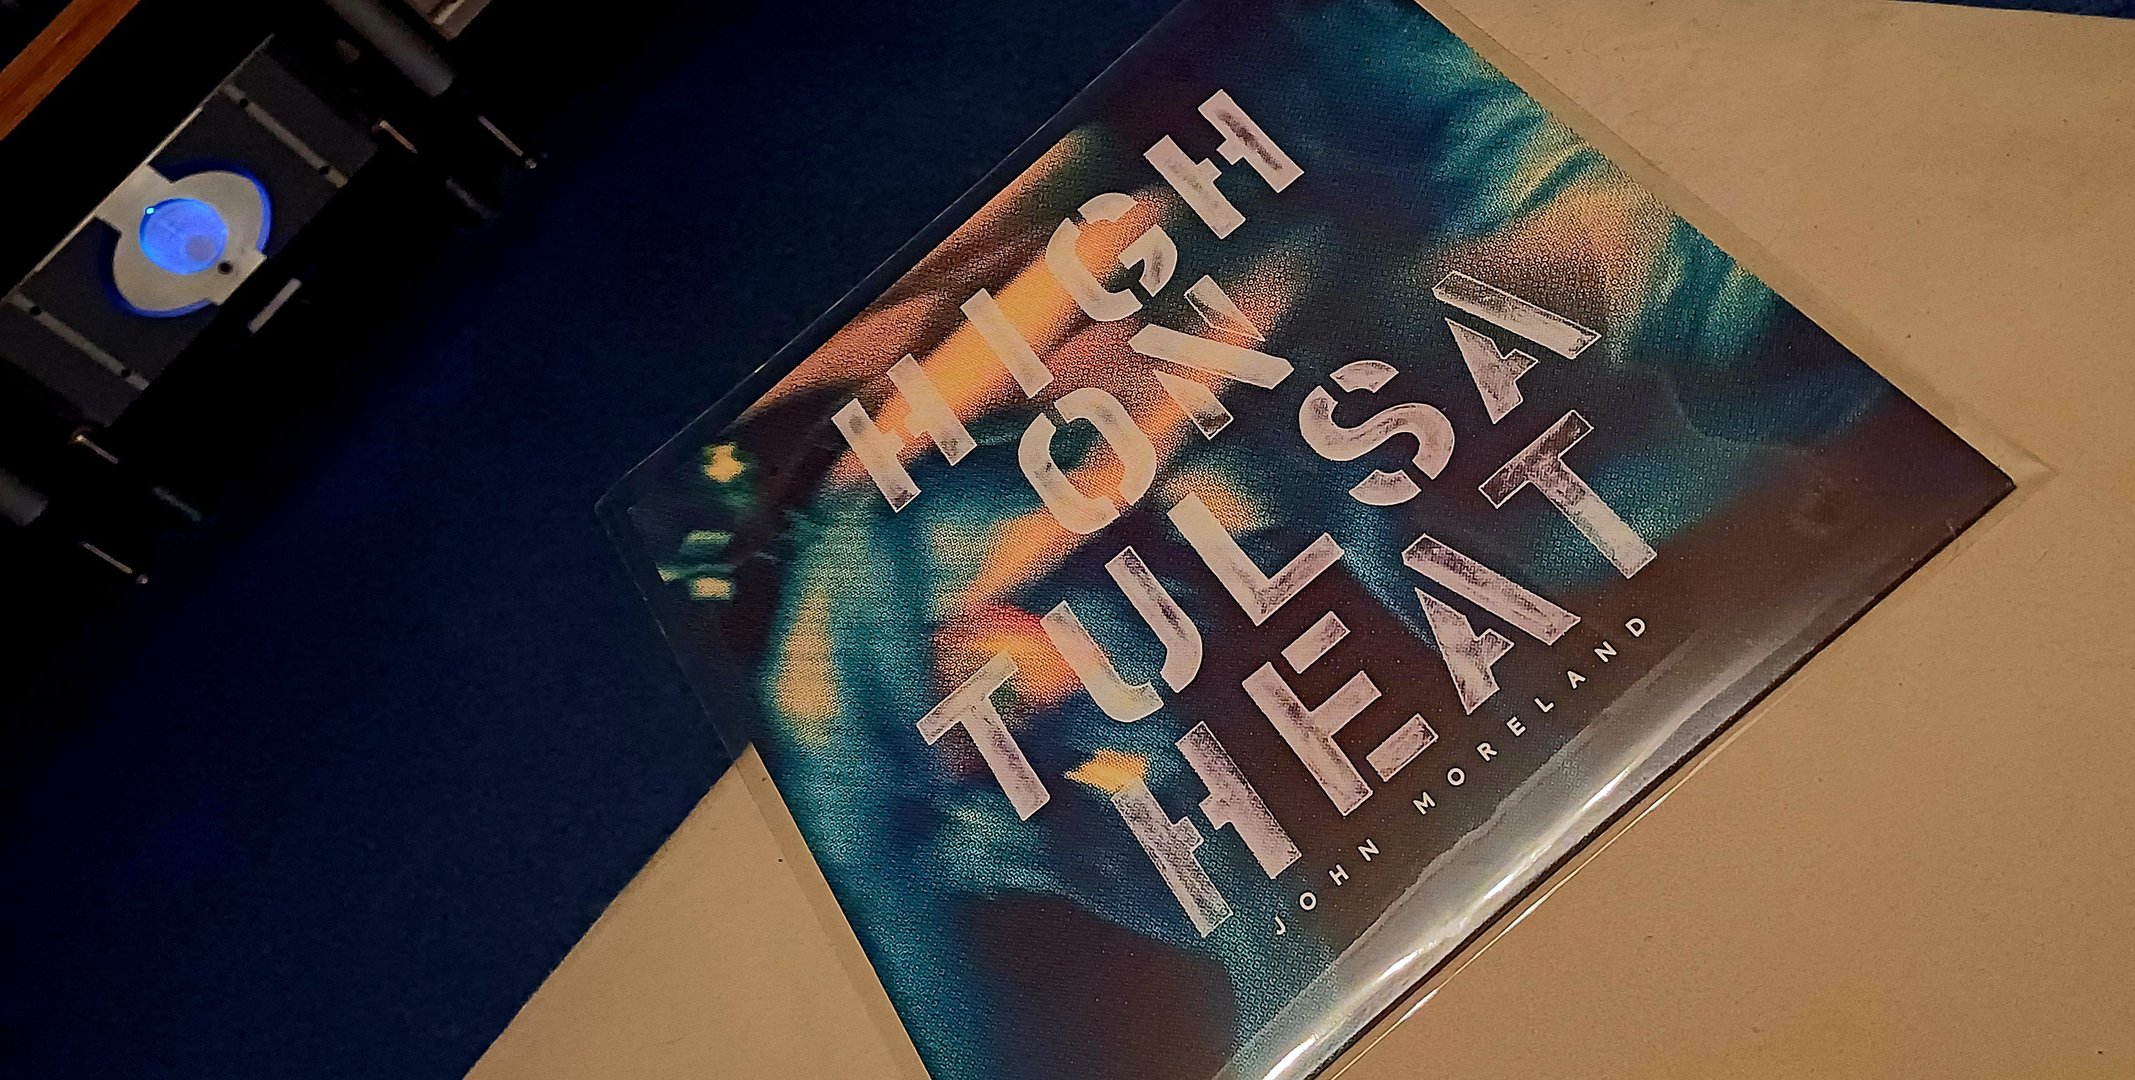 HIGH
ON
TULSA
HEAT
JOHN MORELAND